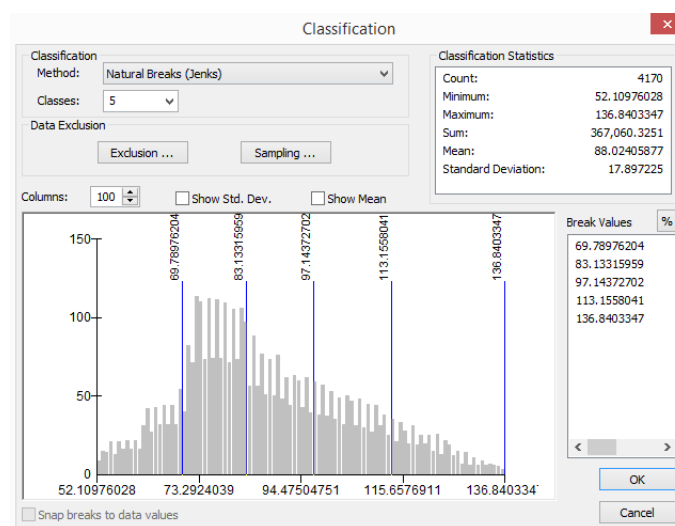 Classification
Classification
Method: Natural Breaks (Jenks)
Classes: 5
Data Exclusion
Exclusion ... Sampling ...
Classification Statistics
Count: 4170
Minimum: 52.10976028
Maximum: 136.8403347
Sum: 367,060.3251
Mean: 88.02405877
Standard Deviation: 17.897225
Columns: 100 Show Std. Dev. Show Mean
69.78976204
83.13315959
97.14372702
113.1558041
136.8403347
150
100
50
0
52.10976028 73.2924039 94.47504751 115.6576911 136.840334
Break Values %
69.78976204
83.13315959
97.14372702
113.1558041
136.8403347
OK
Snap breaks to data values
Cancel